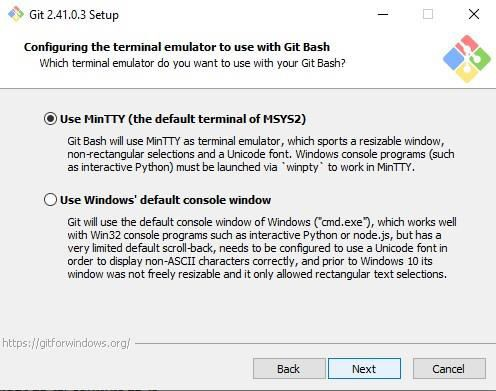 Git 2.41.0.3 Setup
Configuring the terminal emulator to use with Git Bash
Which terminal emulator do you want to use with your Git Bash?
Use MinTTY (the default terminal of MSYS2)
Git Bash will use MinTTY as terminal emulator, which sports a resizable window,
non-rectangular selections and a Unicode font. Windows console programs (such
as interactive Python) must be launched via `winpty` to work in MinTTY.
Use Windows' default console window
Git will use the default console window of Windows ("cmd.exe"), which works well
with Win32 console programs such as interactive Python or node.js, but has a
very limited default scroll-back, needs to be configured to use a Unicode font in
order to display non-ASCII characters correctly, and prior to Windows 10 its
window was not freely resizable and it only allowed rectangular text selections.
https://gitforwindows.org/
Back
Next
Cancel